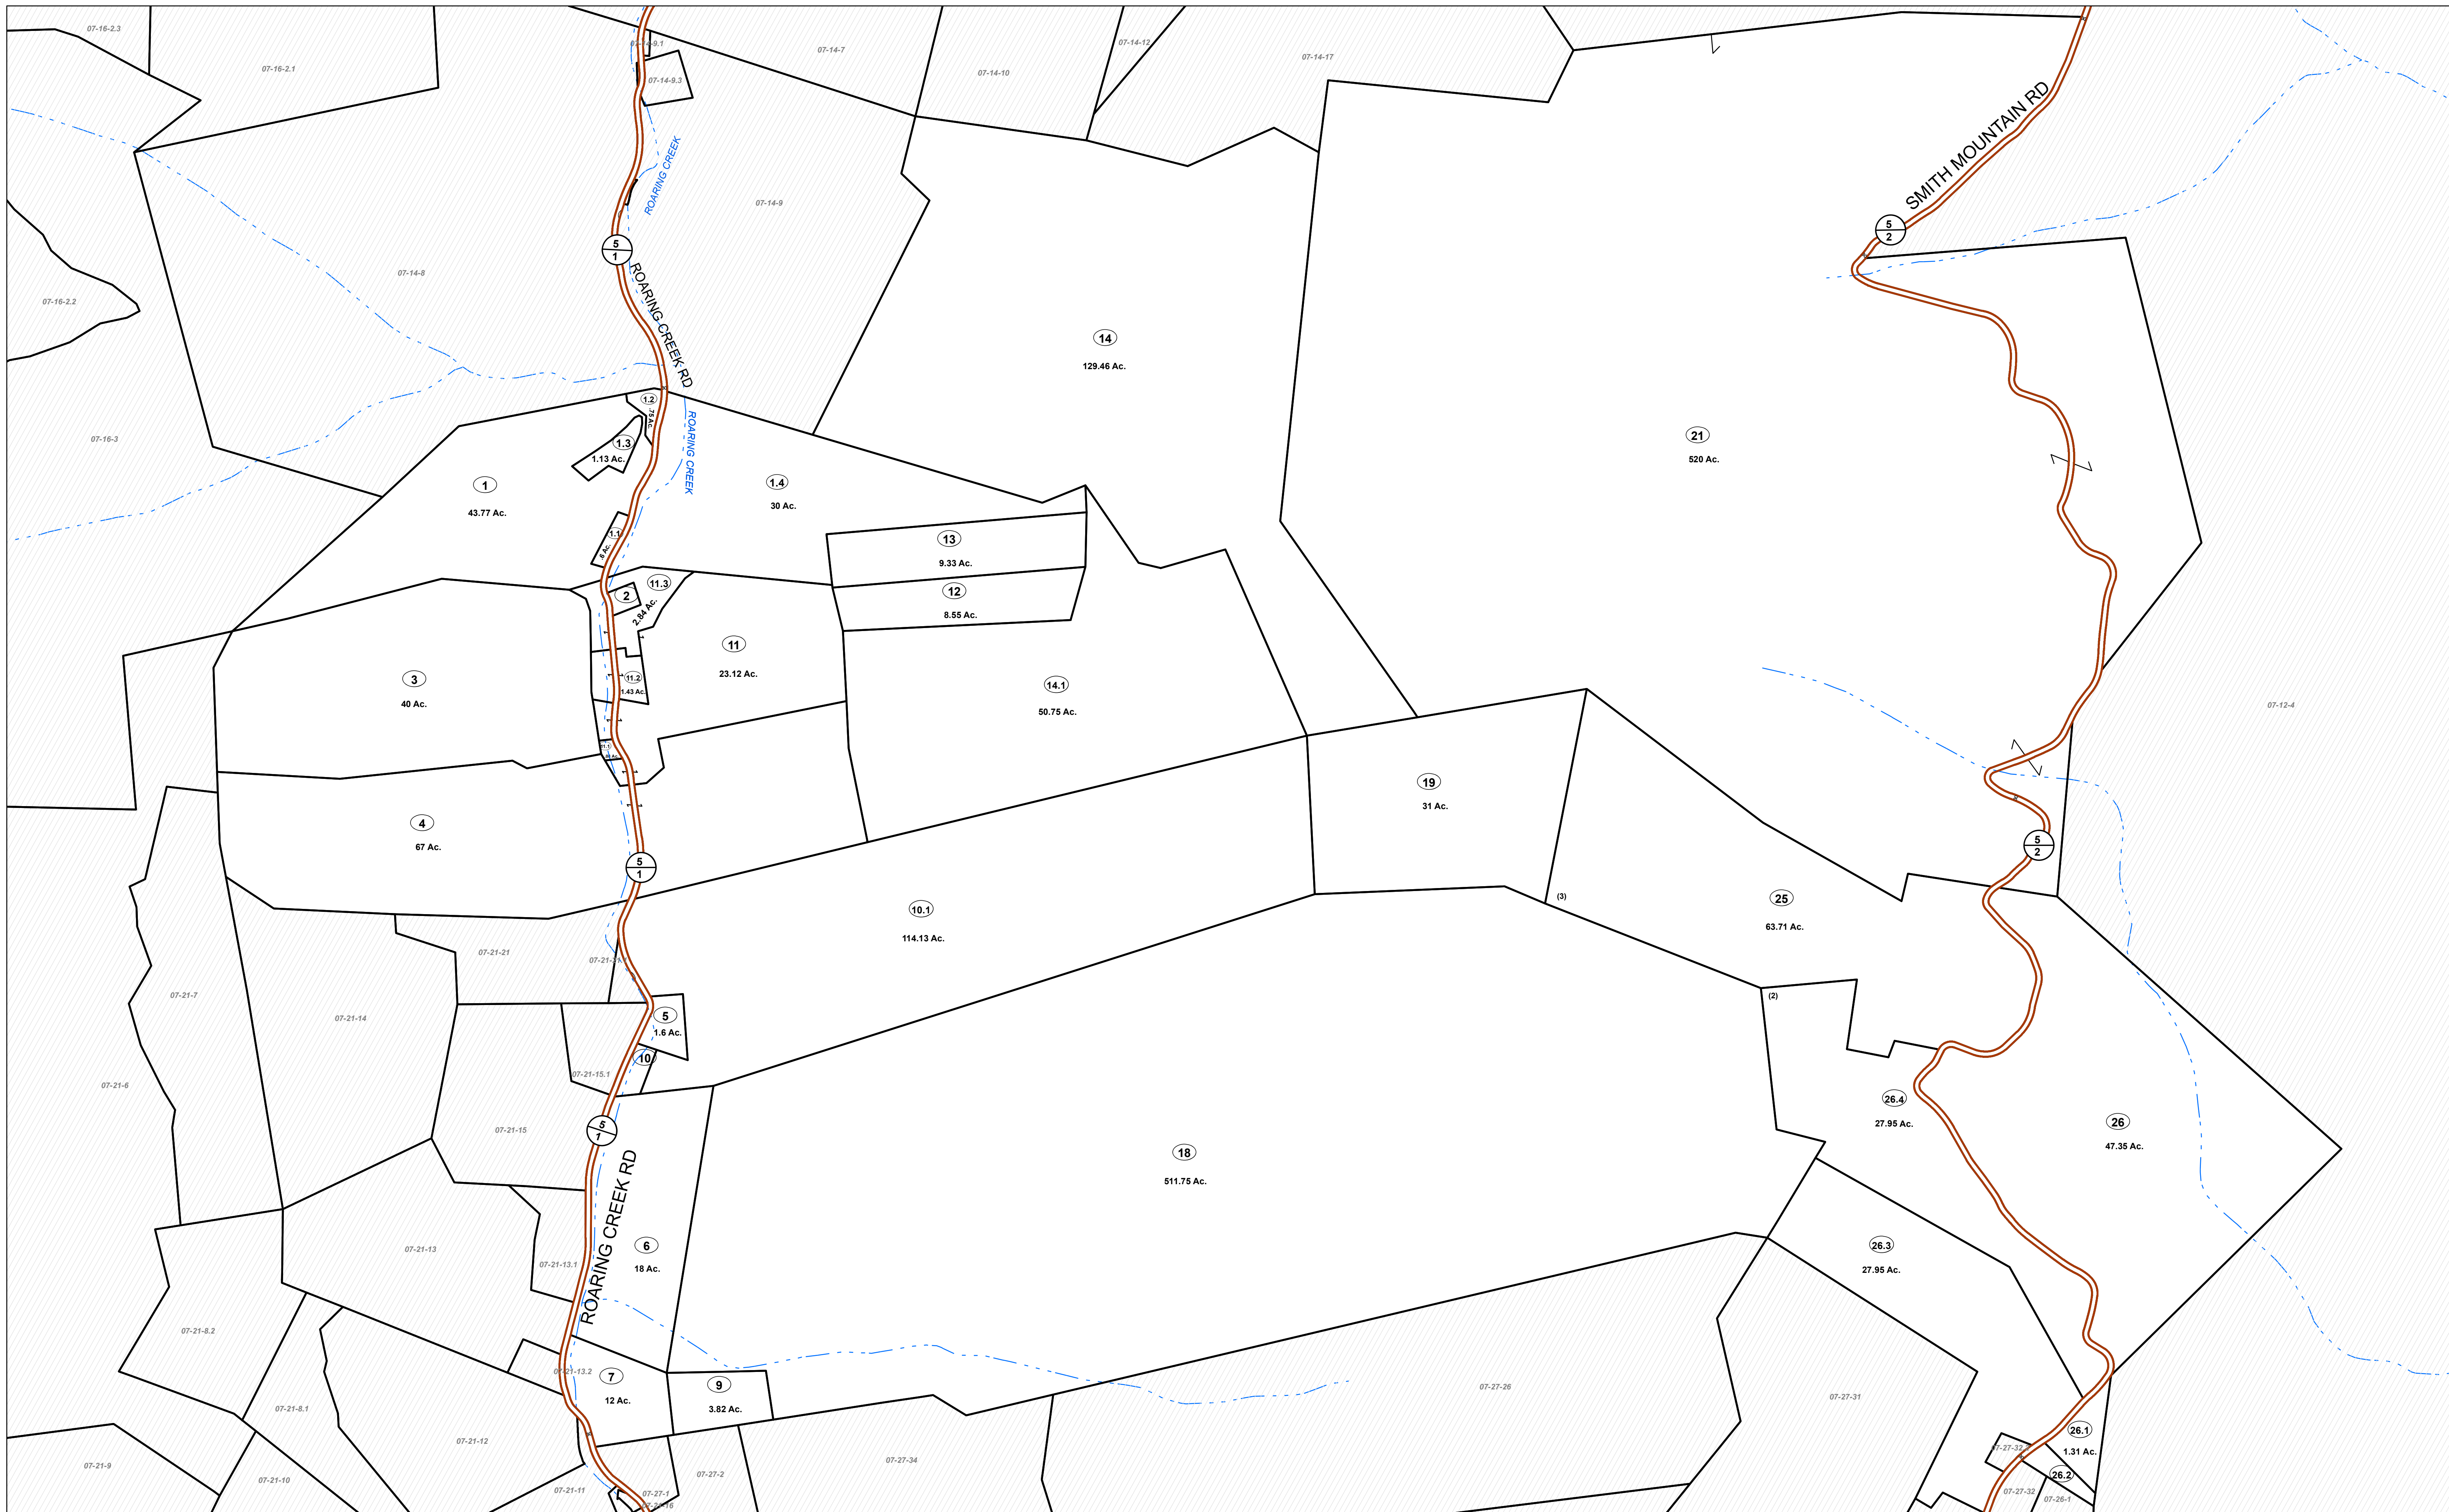 07-16-2.3
07-16-2.1
07-14-9.1
07-14-9.3
07-14-7
07-14-10
07-14-12
07-14-17
SMITH MOUNTAIN RD
ROARING CREEK
07-14-9
5
2
5
1
07-14-8
07-16-2.2
ROARING CREEK RD
14
129.46 Ac.
07-16-3
1.2
.75 Ac.
1.3
1.13 Ac.
ROARING CREEK
21
520 Ac.
1
43.77 Ac.
1.4
30 Ac.
1.1
.6 Ac.
13
9.33 Ac.
11.3
2.84 Ac.
2
12
8.55 Ac.
11
23.12 Ac.
3
40 Ac.
11.2
1.43 Ac.
14.1
50.75 Ac.
07-12-4
11.1
19
31 Ac.
4
67 Ac.
5
1
5
2
(3)
25
63.71 Ac.
10.1
114.13 Ac.
07-21-21
07-21-7
(2)
07-21-14
5
1.6 Ac.
10
07-21-15.1
07-21-6
26.4
27.95 Ac.
26
47.35 Ac.
5
1
07-21-15
18
511.75 Ac.
ROARING CREEK RD
6
18 Ac.
07-21-13
07-21-13.1
26.3
27.95 Ac.
07-21-8.2
07-21-13.2
7
12 Ac.
9
3.82 Ac.
07-27-26
07-27-31
07-21-8.1
07-21-12
26.1
1.31 Ac.
07-21-9
07-21-10
07-21-11
07-27-2
07-27-34
26.2
07-27-1
07-27-32
07-26-1